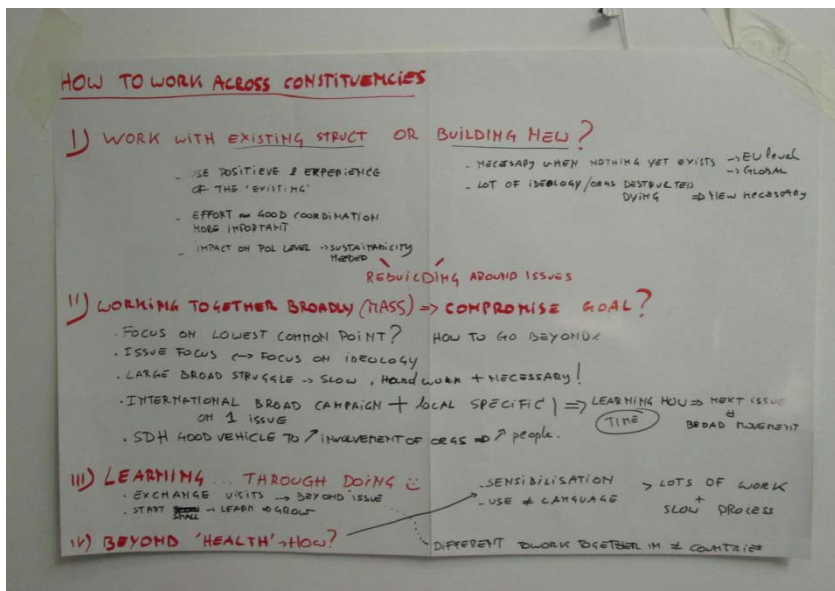 HOW TO WORK ACROSS CONSTITUENCIES
I) WORK WITH EXISTING STRUCT OR BUILDING NEW?
- USE POSITIEVE & EXPERIENCE
OF THE 'EXISTING'
- EFFORT GOOD COORDINATION
MORE IMPORTANT
- IMPACT ON POL LEVEL → SUSTAINABICITY
NEEDED
- NECESSARY WHEN NOTHING YET EXISTS → EU level
→ GLOBAL
- LOT OF IDEOLOGY/ORGS DESTRUCTED
DYING ⇒ NEW necessary
REBUILDING AROUND ISSUES
II) WORKING TOGETHER BROADLY (MASS) ⇒ COMPROMISE GOAL?
· FOCUS ON LOWEST COMMON POINT? HOW TO GO BEYOND?
· ISSUE FOCUS ↔ FOCUS ON IDEOLOGY
· LARGE BROAD STRUGGLE → SLOW, Hard work + NECESSARY!
· INTERNATIONAL BROAD CAMPAIGN + local SPECIFIC ) ⇒ LEARNING HOW ⇒ NEXT ISSUE
ON 1 ISSUE
TIME
BROAD MOVEMENT
· SDH GOOD VEHICLE TO ↗ INVOLVEMENT OF ORGS ⇒ ↗ people.
III) LEARNING ... THROUGH DOING ☺
· EXCHANGE VISITS → BEYOND ISSUE
· START SMALL → LEARN ⇒ GROW
- SENSIBILISATION
- USE ≠ LANGUAGE
> LOTS OF WORK
+
SLOW PROCESS
IV) BEYOND 'HEALTH' → HOW?
- DIFFERENT TO WORK TOGETHER IN ≠ COUNTRIES